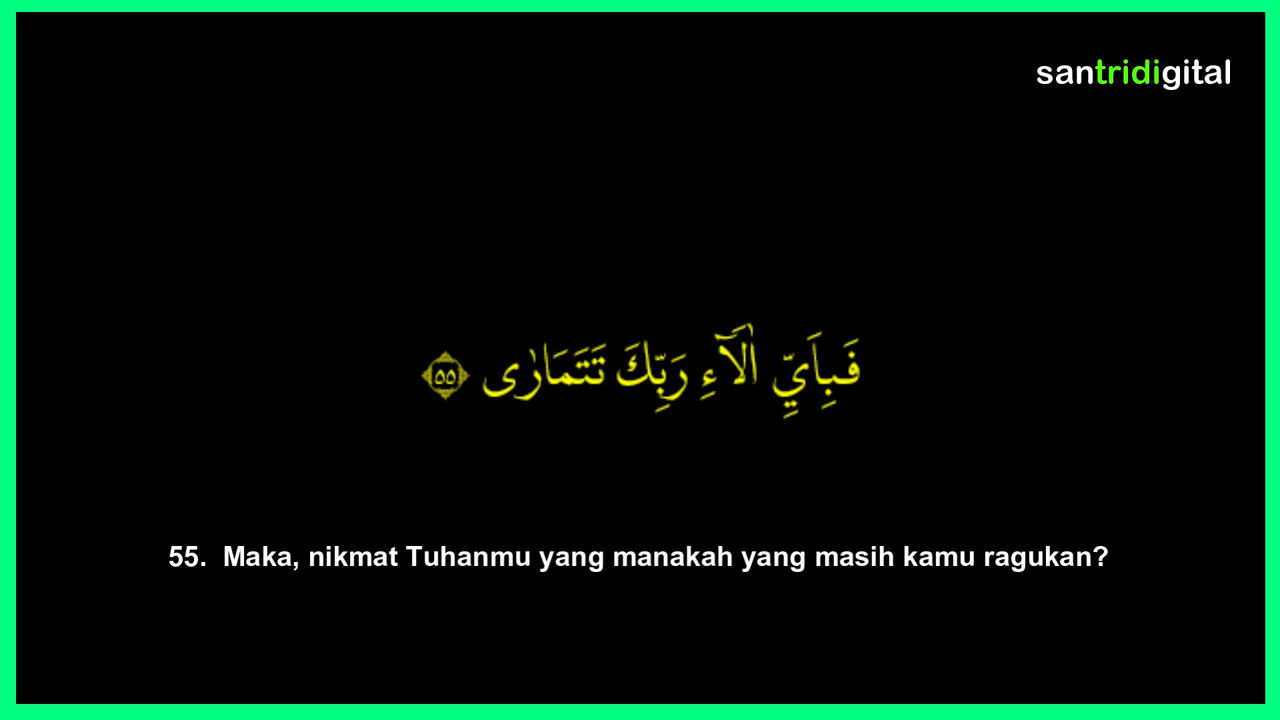 santridigital
فَبِاَيِّ اٰلَاۤءِ رَبِّكَ تَتَمَارٰى ۝٥٥
55. Maka, nikmat Tuhanmu yang manakah yang masih kamu ragukan?